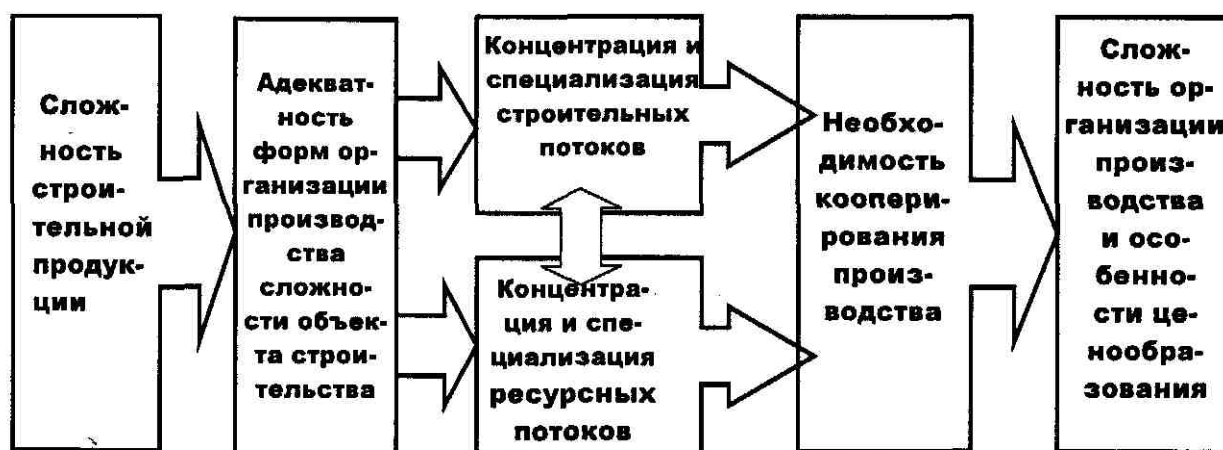 Слож-
ность
строи-
тельной
продук-
ции
Адекват-
ность
форм ор-
ганизации
производ-
ства
сложно-
сти объек-
та строи-
тельства
Концентрация и
специализация
строительных
потоков
Концентра-
ция и спе-
циализация
ресурсных
потоков
Необхо-
димость
коопери-
рования
произ-
водства
Слож-
ность ор-
ганизации
произ-
водства
и осо-
бенно-
сти це-
нообра-
зования